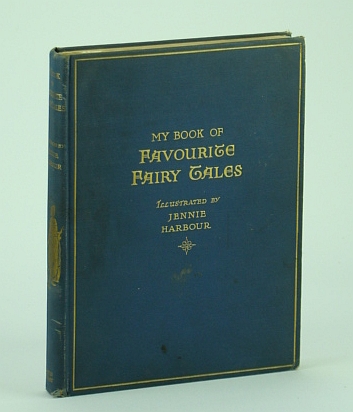 MY BOOK OF
FAVOURITE
FAIRY TALES
ILLUSTRATED BY
JENNIE
HARBOUR